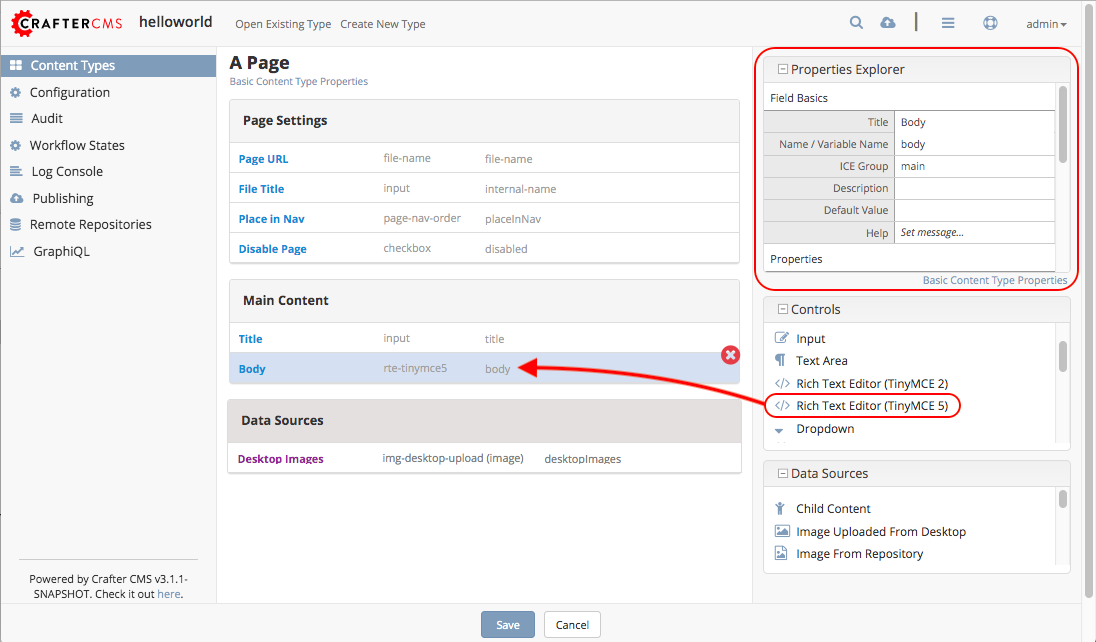 CRAFTERCMS helloworld Open Existing Type Create New Type admin
Content Types
Configuration
Audit
Workflow States
Log Console
Publishing
Remote Repositories
GraphiQL
Powered by Crafter CMS v3.1.1-
SNAPSHOT. Check it out here.
A Page
Basic Content Type Properties
Page Settings
Page URL file-name file-name
File Title input internal-name
Place in Nav page-nav-order placeInNav
Disable Page checkbox disabled
Main Content
Title input title
Body rte-tinymce5 body
Data Sources
Desktop Images img-desktop-upload (image) desktopImages
Properties Explorer
Field Basics
Title Body
Name / Variable Name body
ICE Group main
Description
Default Value
Help Set message...
Properties
Basic Content Type Properties
Controls
Input
Text Area
Rich Text Editor (TinyMCE 2)
Rich Text Editor (TinyMCE 5)
Dropdown
Data Sources
Child Content
Image Uploaded From Desktop
Image From Repository
Save Cancel